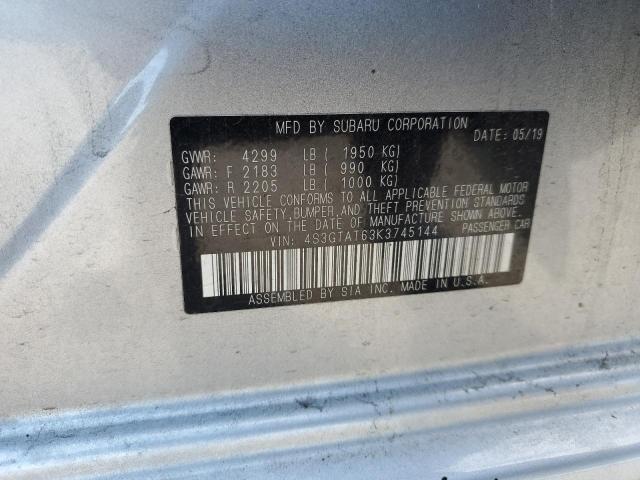 MFD BY SUBARU CORPORATION
DATE: 05/19
GVWR: 4299 LB ( 1950 KG)
GAWR: F 2183 LB ( 990 KG)
GAWR: R 2205 LB ( 1000 KG)
THIS VEHICLE CONFORMS TO ALL APPLICABLE FEDERAL MOTOR
VEHICLE SAFETY, BUMPER, AND THEFT PREVENTION STANDARDS
IN EFFECT ON THE DATE OF MANUFACTURE SHOWN ABOVE.
VIN: 4S3GTAT63K3745144 PASSENGER CAR
ASSEMBLED BY SIA INC. MADE IN U.S.A.